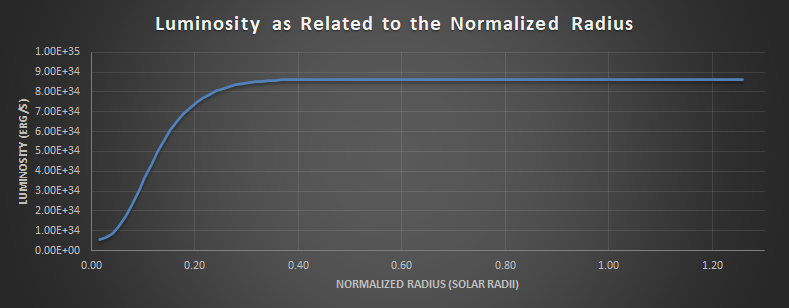 Luminosity as Related to the Normalized Radius
1.00E+35
9.00E+34
8.00E+34
7.00E+34
6.00E+34
5.00E+34
4.00E+34
3.00E+34
2.00E+34
1.00E+34
0.00E+00
LUMINOSITY (ERG/S)
0.00 0.20 0.40 0.60 0.80 1.00 1.20
NORMALIZED RADIUS (SOLAR RADII)